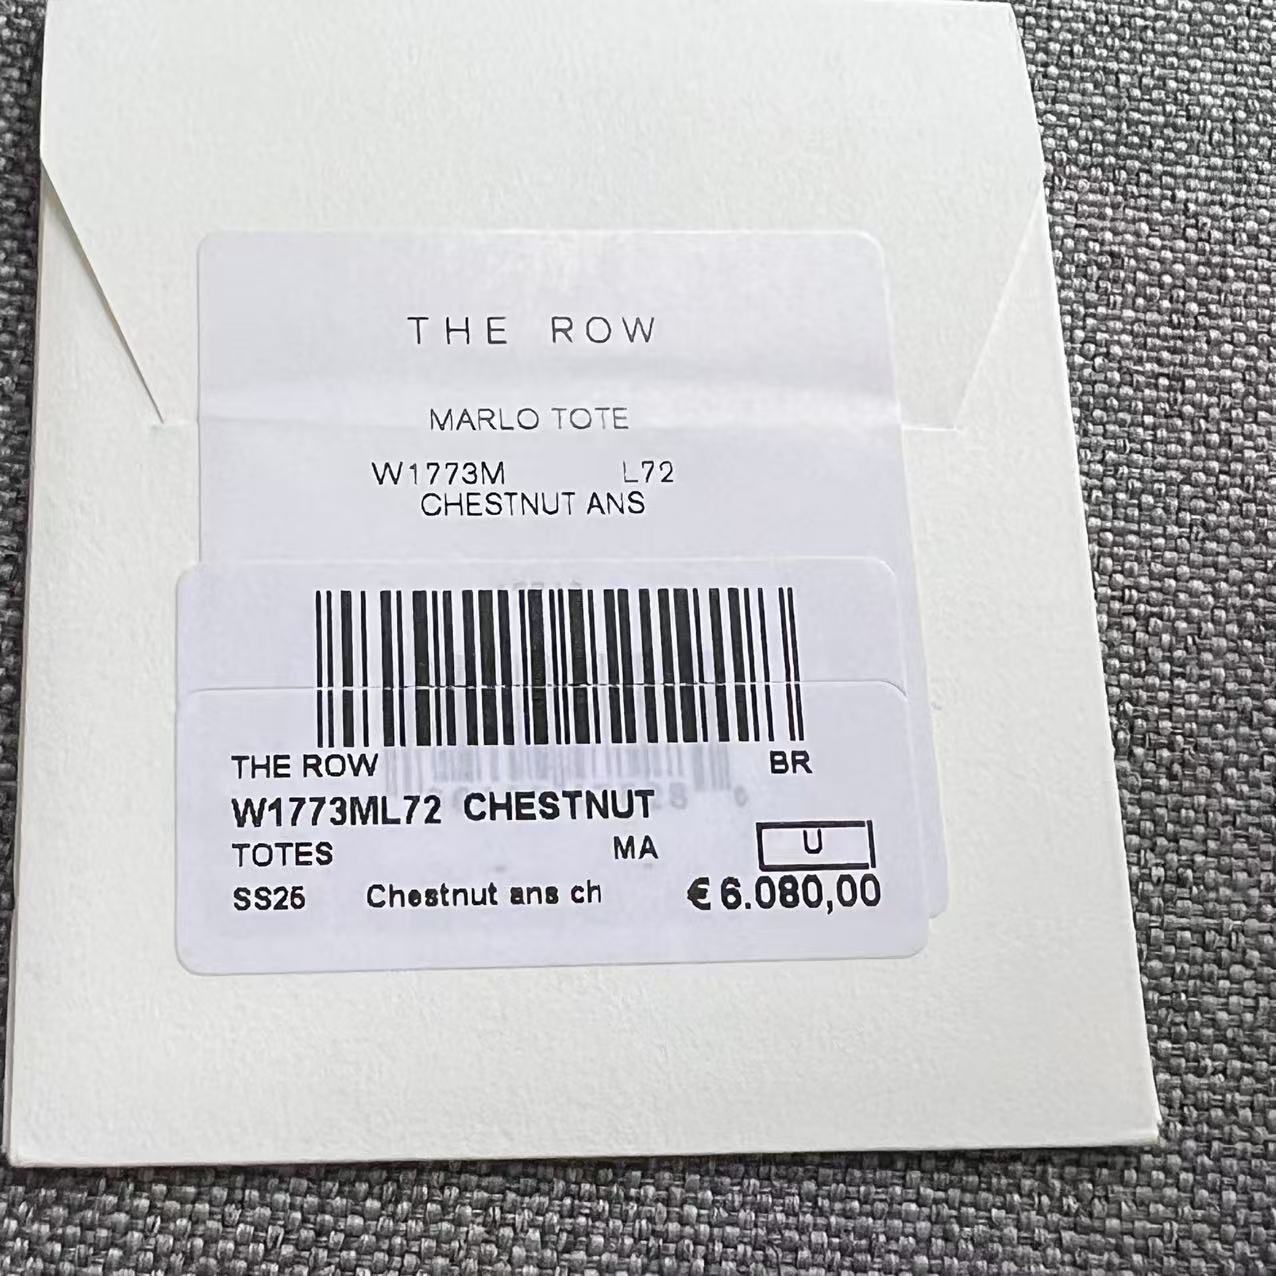 THE ROW
MARLO TOTE
W1773M L72
CHESTNUT ANS
THE ROW BR
W1773ML72 CHESTNUT
TOTES MA U
SS25 Chestnut ans ch € 6.080,00